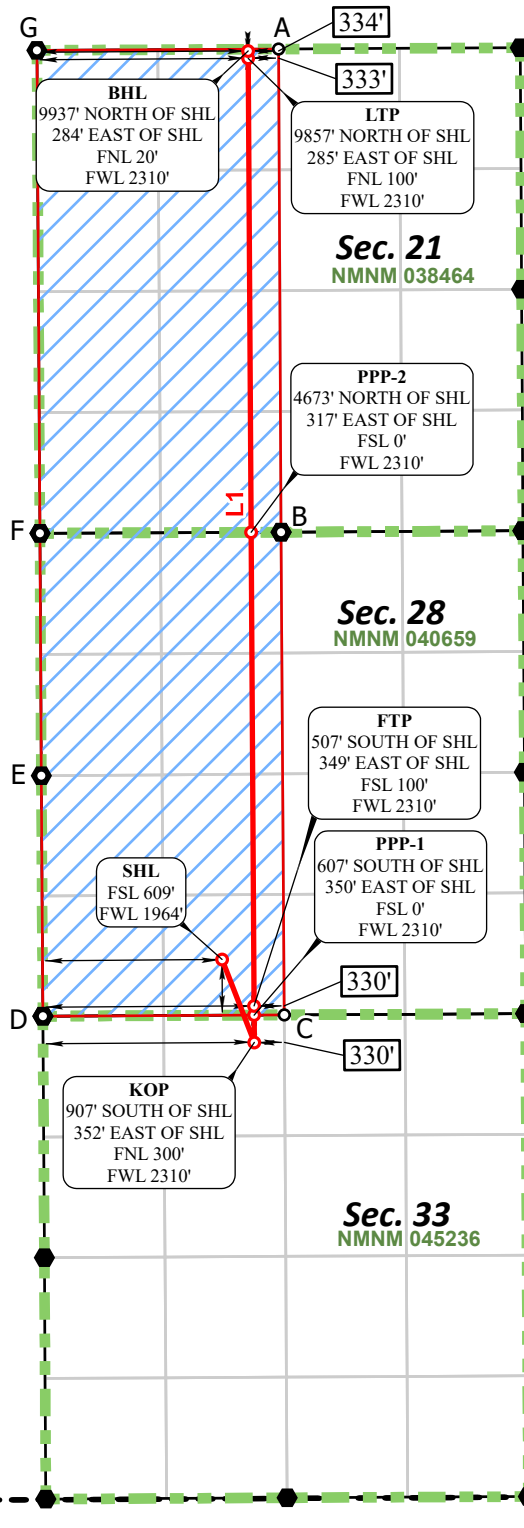 G
A
334'
333'
BHL
9937' NORTH OF SHL
284' EAST OF SHL
FNL 20'
FWL 2310'
LTP
9857' NORTH OF SHL
285' EAST OF SHL
FNL 100'
FWL 2310'
Sec. 21
NMNM 038464
PPP-2
4673' NORTH OF SHL
317' EAST OF SHL
FSL 0'
FWL 2310'
L1
F
B
Sec. 28
NMNM 040659
FTP
507' SOUTH OF SHL
349' EAST OF SHL
FSL 100'
FWL 2310'
E
PPP-1
607' SOUTH OF SHL
350' EAST OF SHL
FSL 0'
FWL 2310'
SHL
FSL 609'
FWL 1964'
330'
D
C
330'
KOP
907' SOUTH OF SHL
352' EAST OF SHL
FNL 300'
FWL 2310'
Sec. 33
NMNM 045236